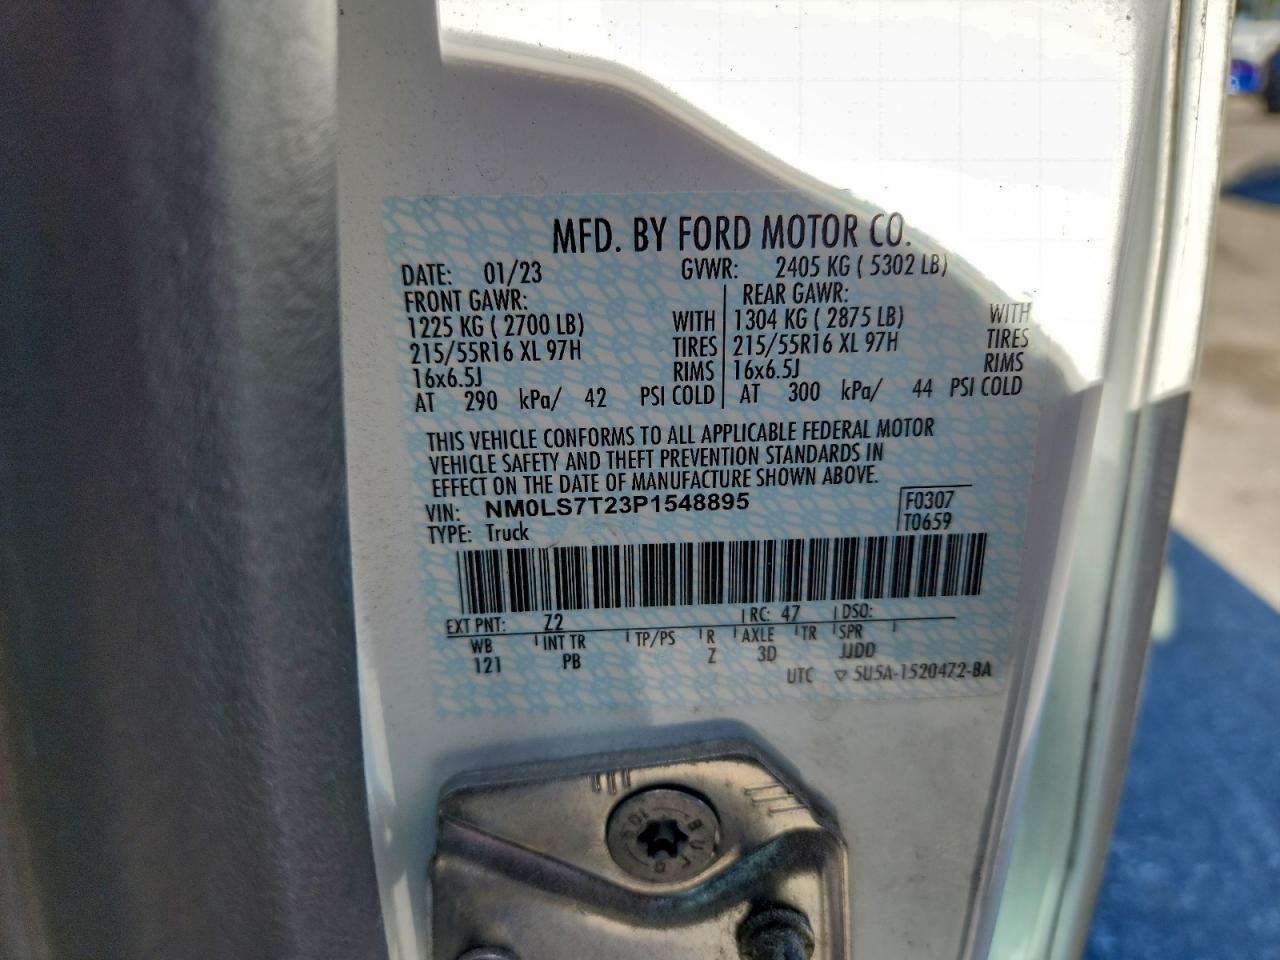 MFD. BY FORD MOTOR CO.
DATE: 01/23 GVWR: 2405 KG ( 5302 LB)
FRONT GAWR: REAR GAWR:
1225 KG ( 2700 LB) WITH 1304 KG ( 2875 LB) WITH
215/55R16 XL 97H TIRES 215/55R16 XL 97H TIRES
16x6.5J RIMS 16x6.5J RIMS
AT 290 kPa/ 42 PSI COLD AT 300 kPa/ 44 PSI COLD
THIS VEHICLE CONFORMS TO ALL APPLICABLE FEDERAL MOTOR
VEHICLE SAFETY AND THEFT PREVENTION STANDARDS IN
EFFECT ON THE DATE OF MANUFACTURE SHOWN ABOVE.
VIN: NM0LS7T23P1548895 F0307
TYPE: Truck T0659
EXT PNT: Z2 RC: 47 DSO:
WB INT TR TP/PS R AXLE TR SPR
121 PB Z 3D JJDD
UTC ▽ 5U5A-1520472-BA